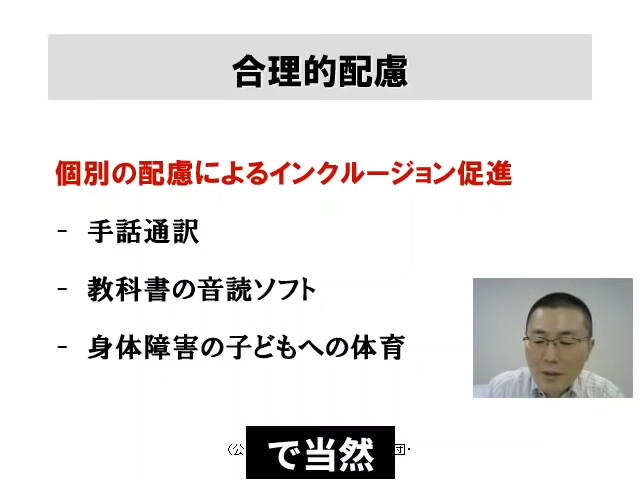 合理的配慮
個別の配慮によるインクルージョン促進
- 手話通訳
- 教科書の音読ソフト
- 身体障害の子どもへの体育
(公
団・
で当然